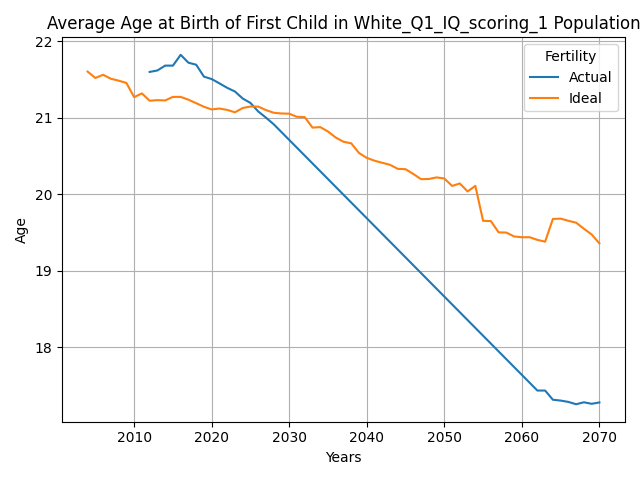 Average Age at Birth of First Child in White_Q1_IQ_scoring_1 Population
Fertility
Actual
Ideal
Age
22
21
20
19
18
2010 2020 2030 2040 2050 2060 2070
Years